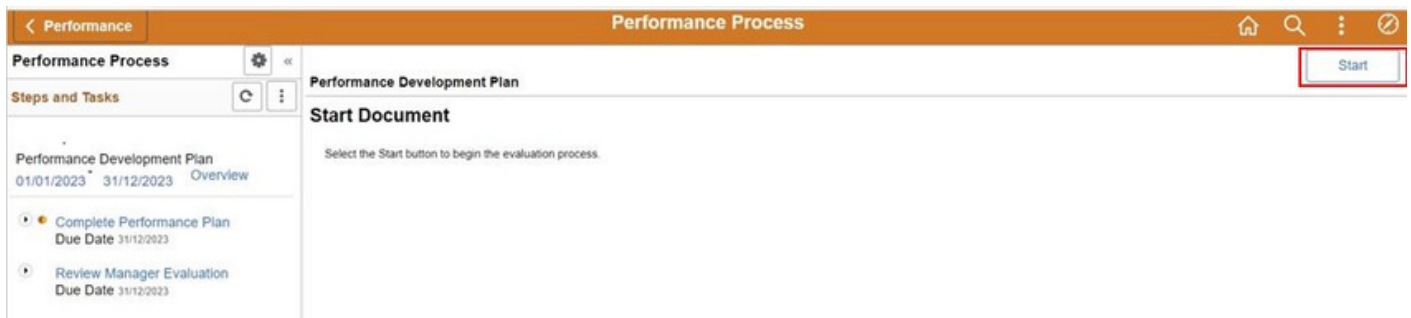 Performance
Performance Process
Performance Process
Steps and Tasks
Performance Development Plan
01/01/2023 - 31/12/2023 Overview
Complete Performance Plan
Due Date 31/12/2023
Review Manager Evaluation
Due Date 31/12/2023
Start
Performance Development Plan
Start Document
Select the Start button to begin the evaluation process.